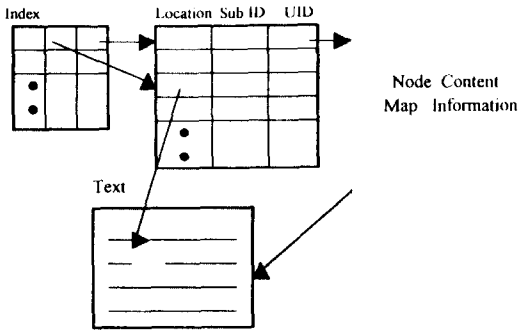 Index
Location Sub ID UID
Node Content
Map Information
Text